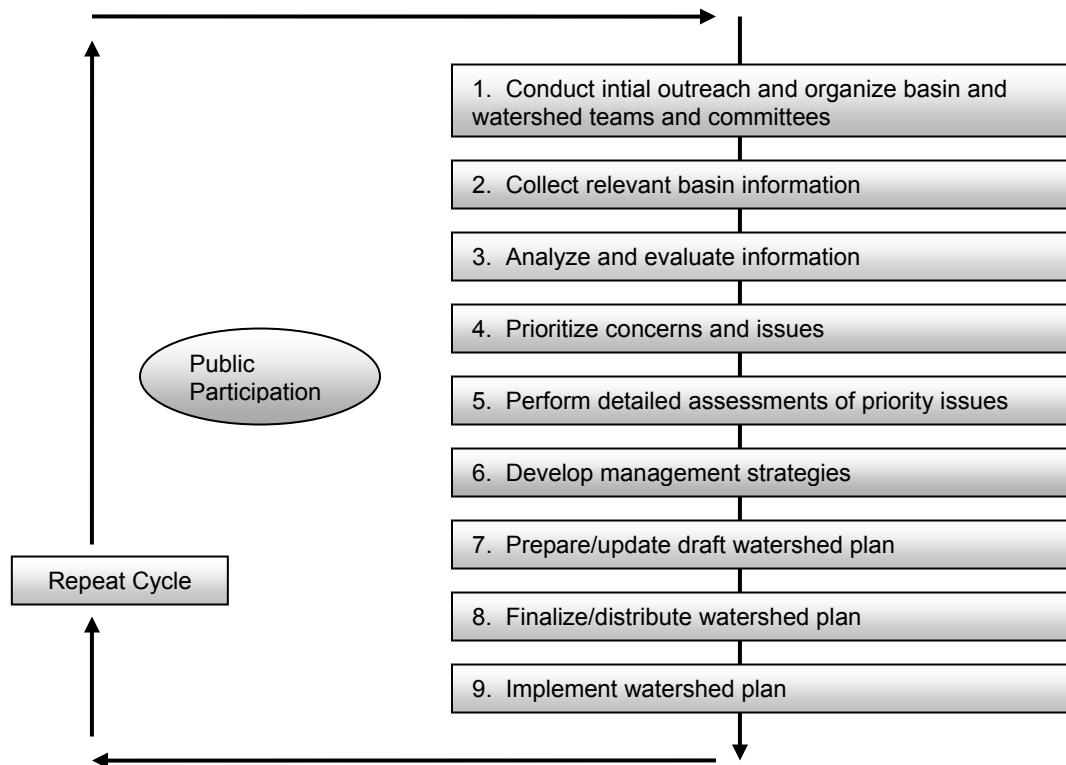 1. Conduct intial outreach and organize basin and
watershed teams and committees
2. Collect relevant basin information
3. Analyze and evaluate information
4. Prioritize concerns and issues
Public
Participation
5. Perform detailed assessments of priority issues
6. Develop management strategies
7. Prepare/update draft watershed plan
Repeat Cycle
8. Finalize/distribute watershed plan
9. Implement watershed plan